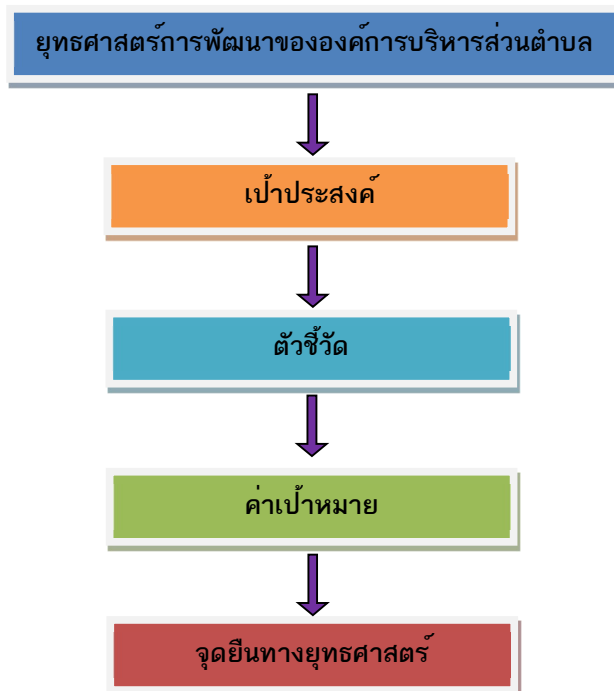 ยุทธศาสตร์การพัฒนาขององค์การบริหารส่วนตำบล
เป้าประสงค์
ตัวชี้วัด
ค่าเป้าหมาย
จุดยืนทางยุทธศาสตร์